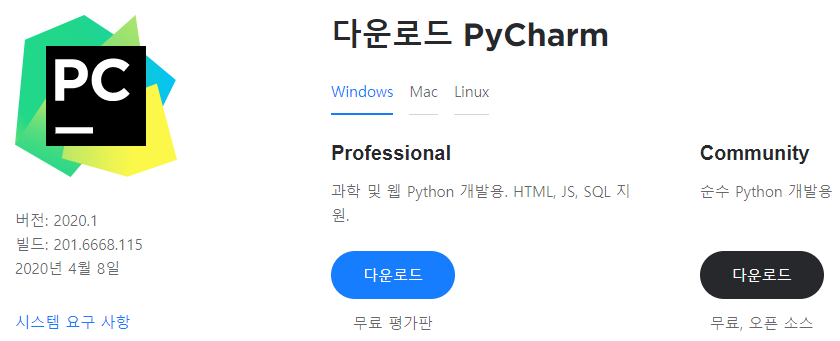 다운로드 PyCharm
PC
Windows Mac Linux
Professional
Community
과학 및 웹 Python 개발용. HTML, JS, SQL 지
원.
순수 Python 개발용
버전: 2020.1
빌드: 201.6668.115
2020년 4월 8일
다운로드
다운로드
시스템 요구 사항
무료 평가판
무료, 오픈 소스